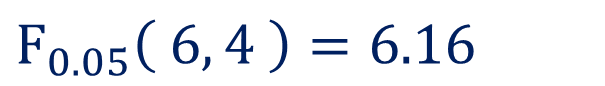 F₀.₀₅( 6,4 ) = 6.16